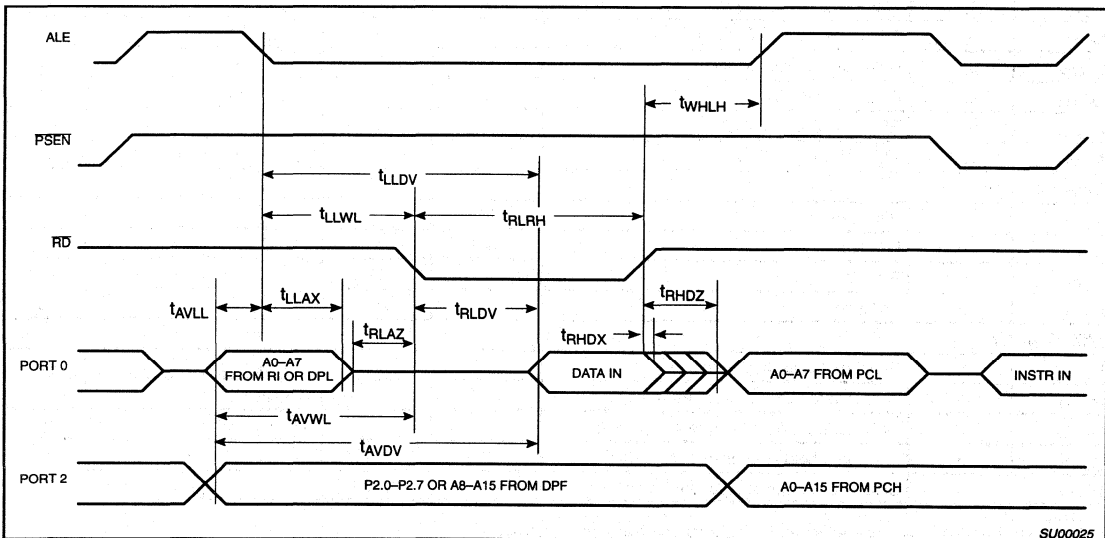 ALE
tWHLH
PSEN
tLLDV
tLLWL
tRLRH
RD
tAVLL
tLLAX
tRLAZ
tRLDV
tRHDZ
tRHDX
PORT 0
A0–A7
FROM RI OR DPL
DATA IN
A0–A7 FROM PCL
INSTR IN
tAVWL
tAVDV
PORT 2
P2.0–P2.7 OR A8–A15 FROM DPF
A0–A15 FROM PCH
SU00025